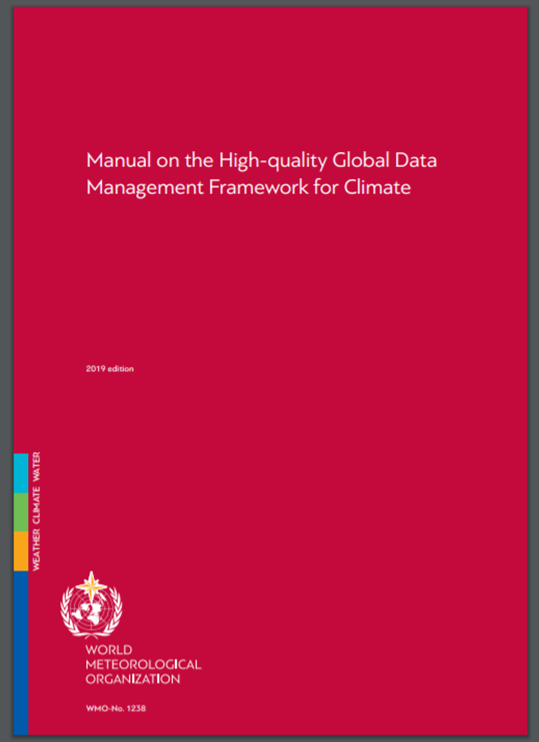 Manual on the High-quality Global Data
Management Framework for Climate
2019 edition
WEATHER CLIMATE WATER
WORLD
METEOROLOGICAL
ORGANIZATION
WMO-No. 1238